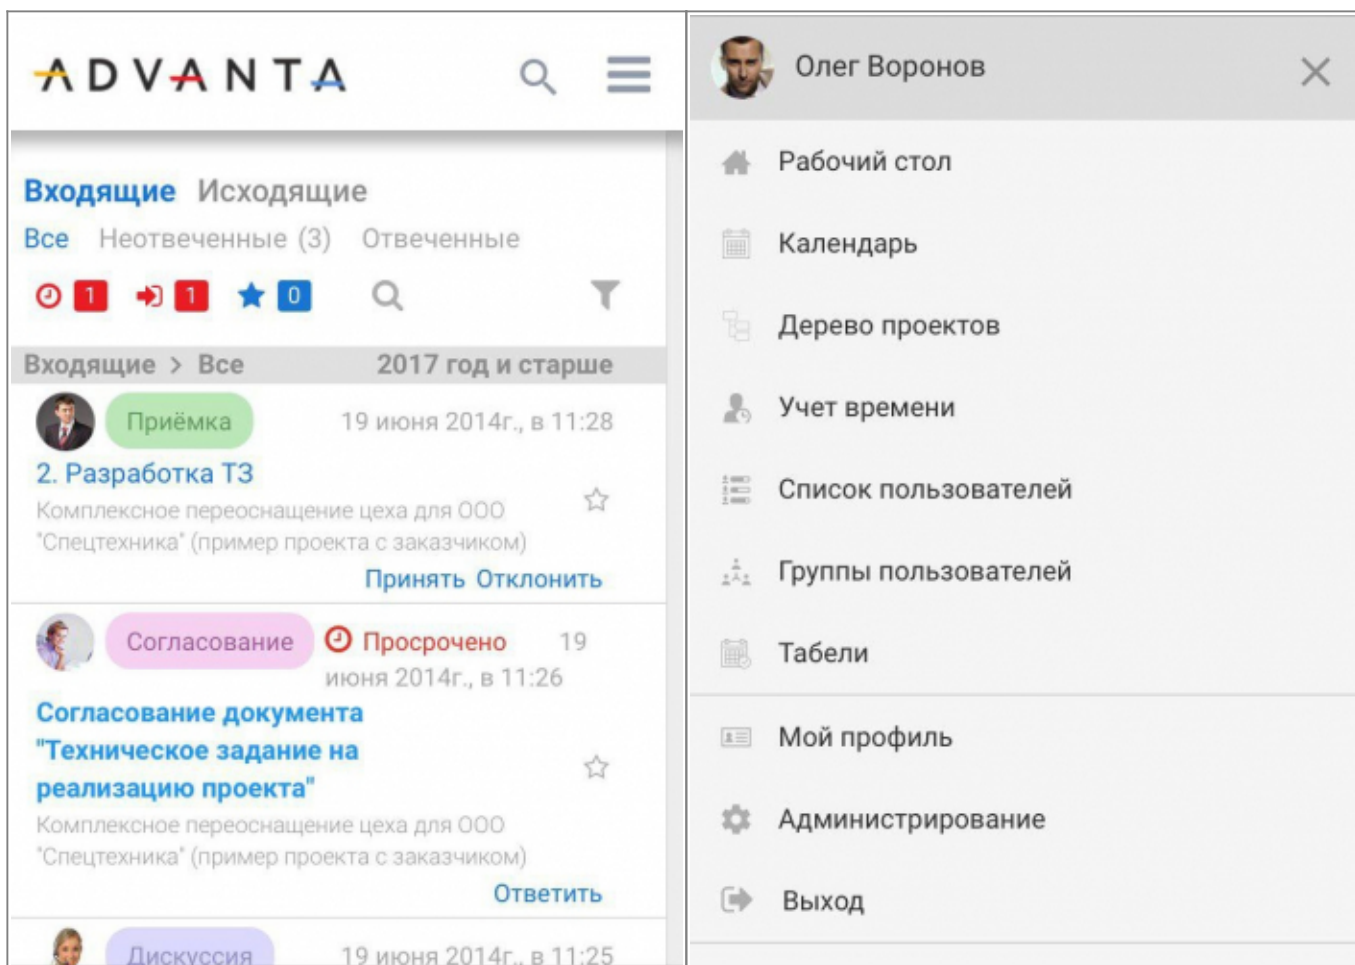 ADVANTA
Входящие Исходящие
Все Неотвеченные (3) Отвеченные
1 1 0
Входящие > Все 2017 год и старше
Приёмка 19 июня 2014г., в 11:28
2. Разработка ТЗ
Комплексное переоснащение цеха для ООО
"Спецтехника" (пример проекта с заказчиком)
Принять Отклонить
Согласование Просрочено 19
июня 2014г., в 11:26
Согласование документа
"Техническое задание на
реализацию проекта"
Комплексное переоснащение цеха для ООО
"Спецтехника" (пример проекта с заказчиком)
Ответить
Дискуссия 19 июня 2014г., в 11:25
Олег Воронов
Рабочий стол
Календарь
Дерево проектов
Учет времени
Список пользователей
Группы пользователей
Табели
Мой профиль
Администрирование
Выход